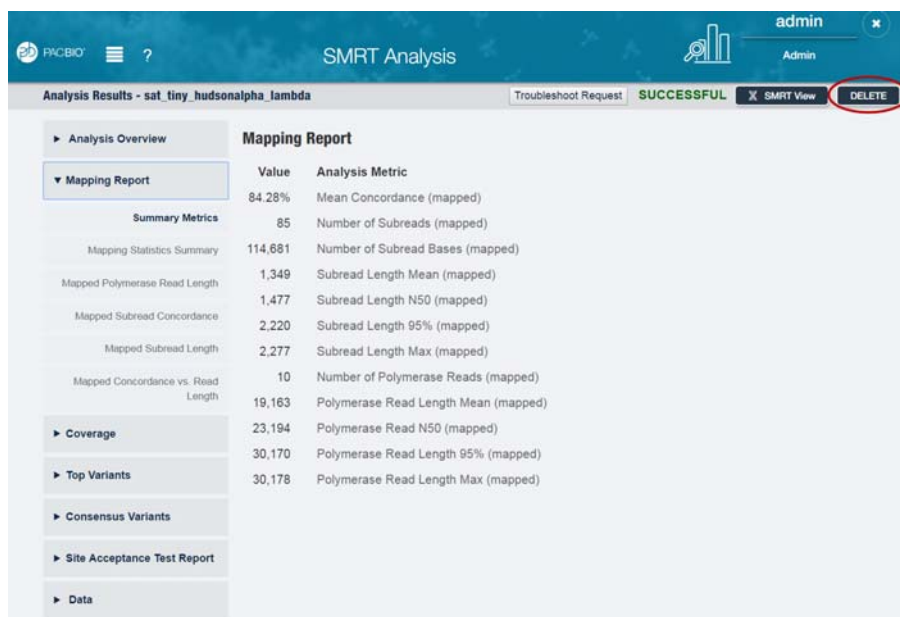 admin
PACBIO®
?
SMRT Analysis
Admin
Analysis Results - sat_tiny_hudsonalpha_lambda
Troubleshoot Request
SUCCESSFUL
SMRT View
DELETE
Analysis Overview
Mapping Report
Summary Metrics
Mapping Statistics Summary
Mapped Polymerase Read Length
Mapped Subread Concordance
Mapped Subread Length
Mapped Concordance vs. Read
Length
Coverage
Top Variants
Consensus Variants
Site Acceptance Test Report
Data
Mapping Report
Value Analysis Metric
84.28% Mean Concordance (mapped)
85 Number of Subreads (mapped)
114,681 Number of Subread Bases (mapped)
1,349 Subread Length Mean (mapped)
1,477 Subread Length N50 (mapped)
2,220 Subread Length 95% (mapped)
2,277 Subread Length Max (mapped)
10 Number of Polymerase Reads (mapped)
19,163 Polymerase Read Length Mean (mapped)
23,194 Polymerase Read N50 (mapped)
30,170 Polymerase Read Length 95% (mapped)
30,178 Polymerase Read Length Max (mapped)